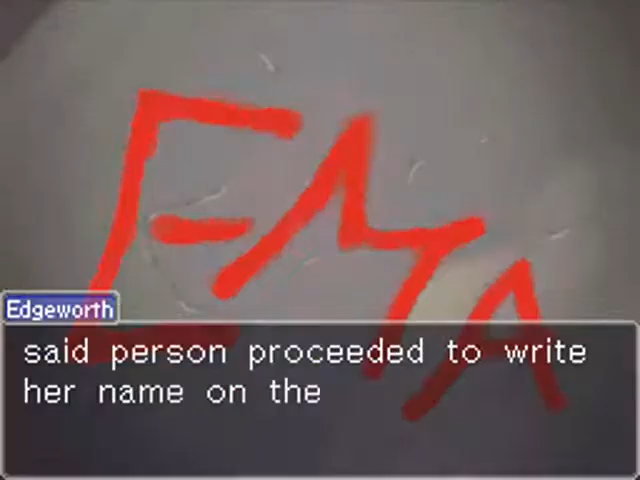 EMA
Edgeworth
said person proceeded to write
her name on the